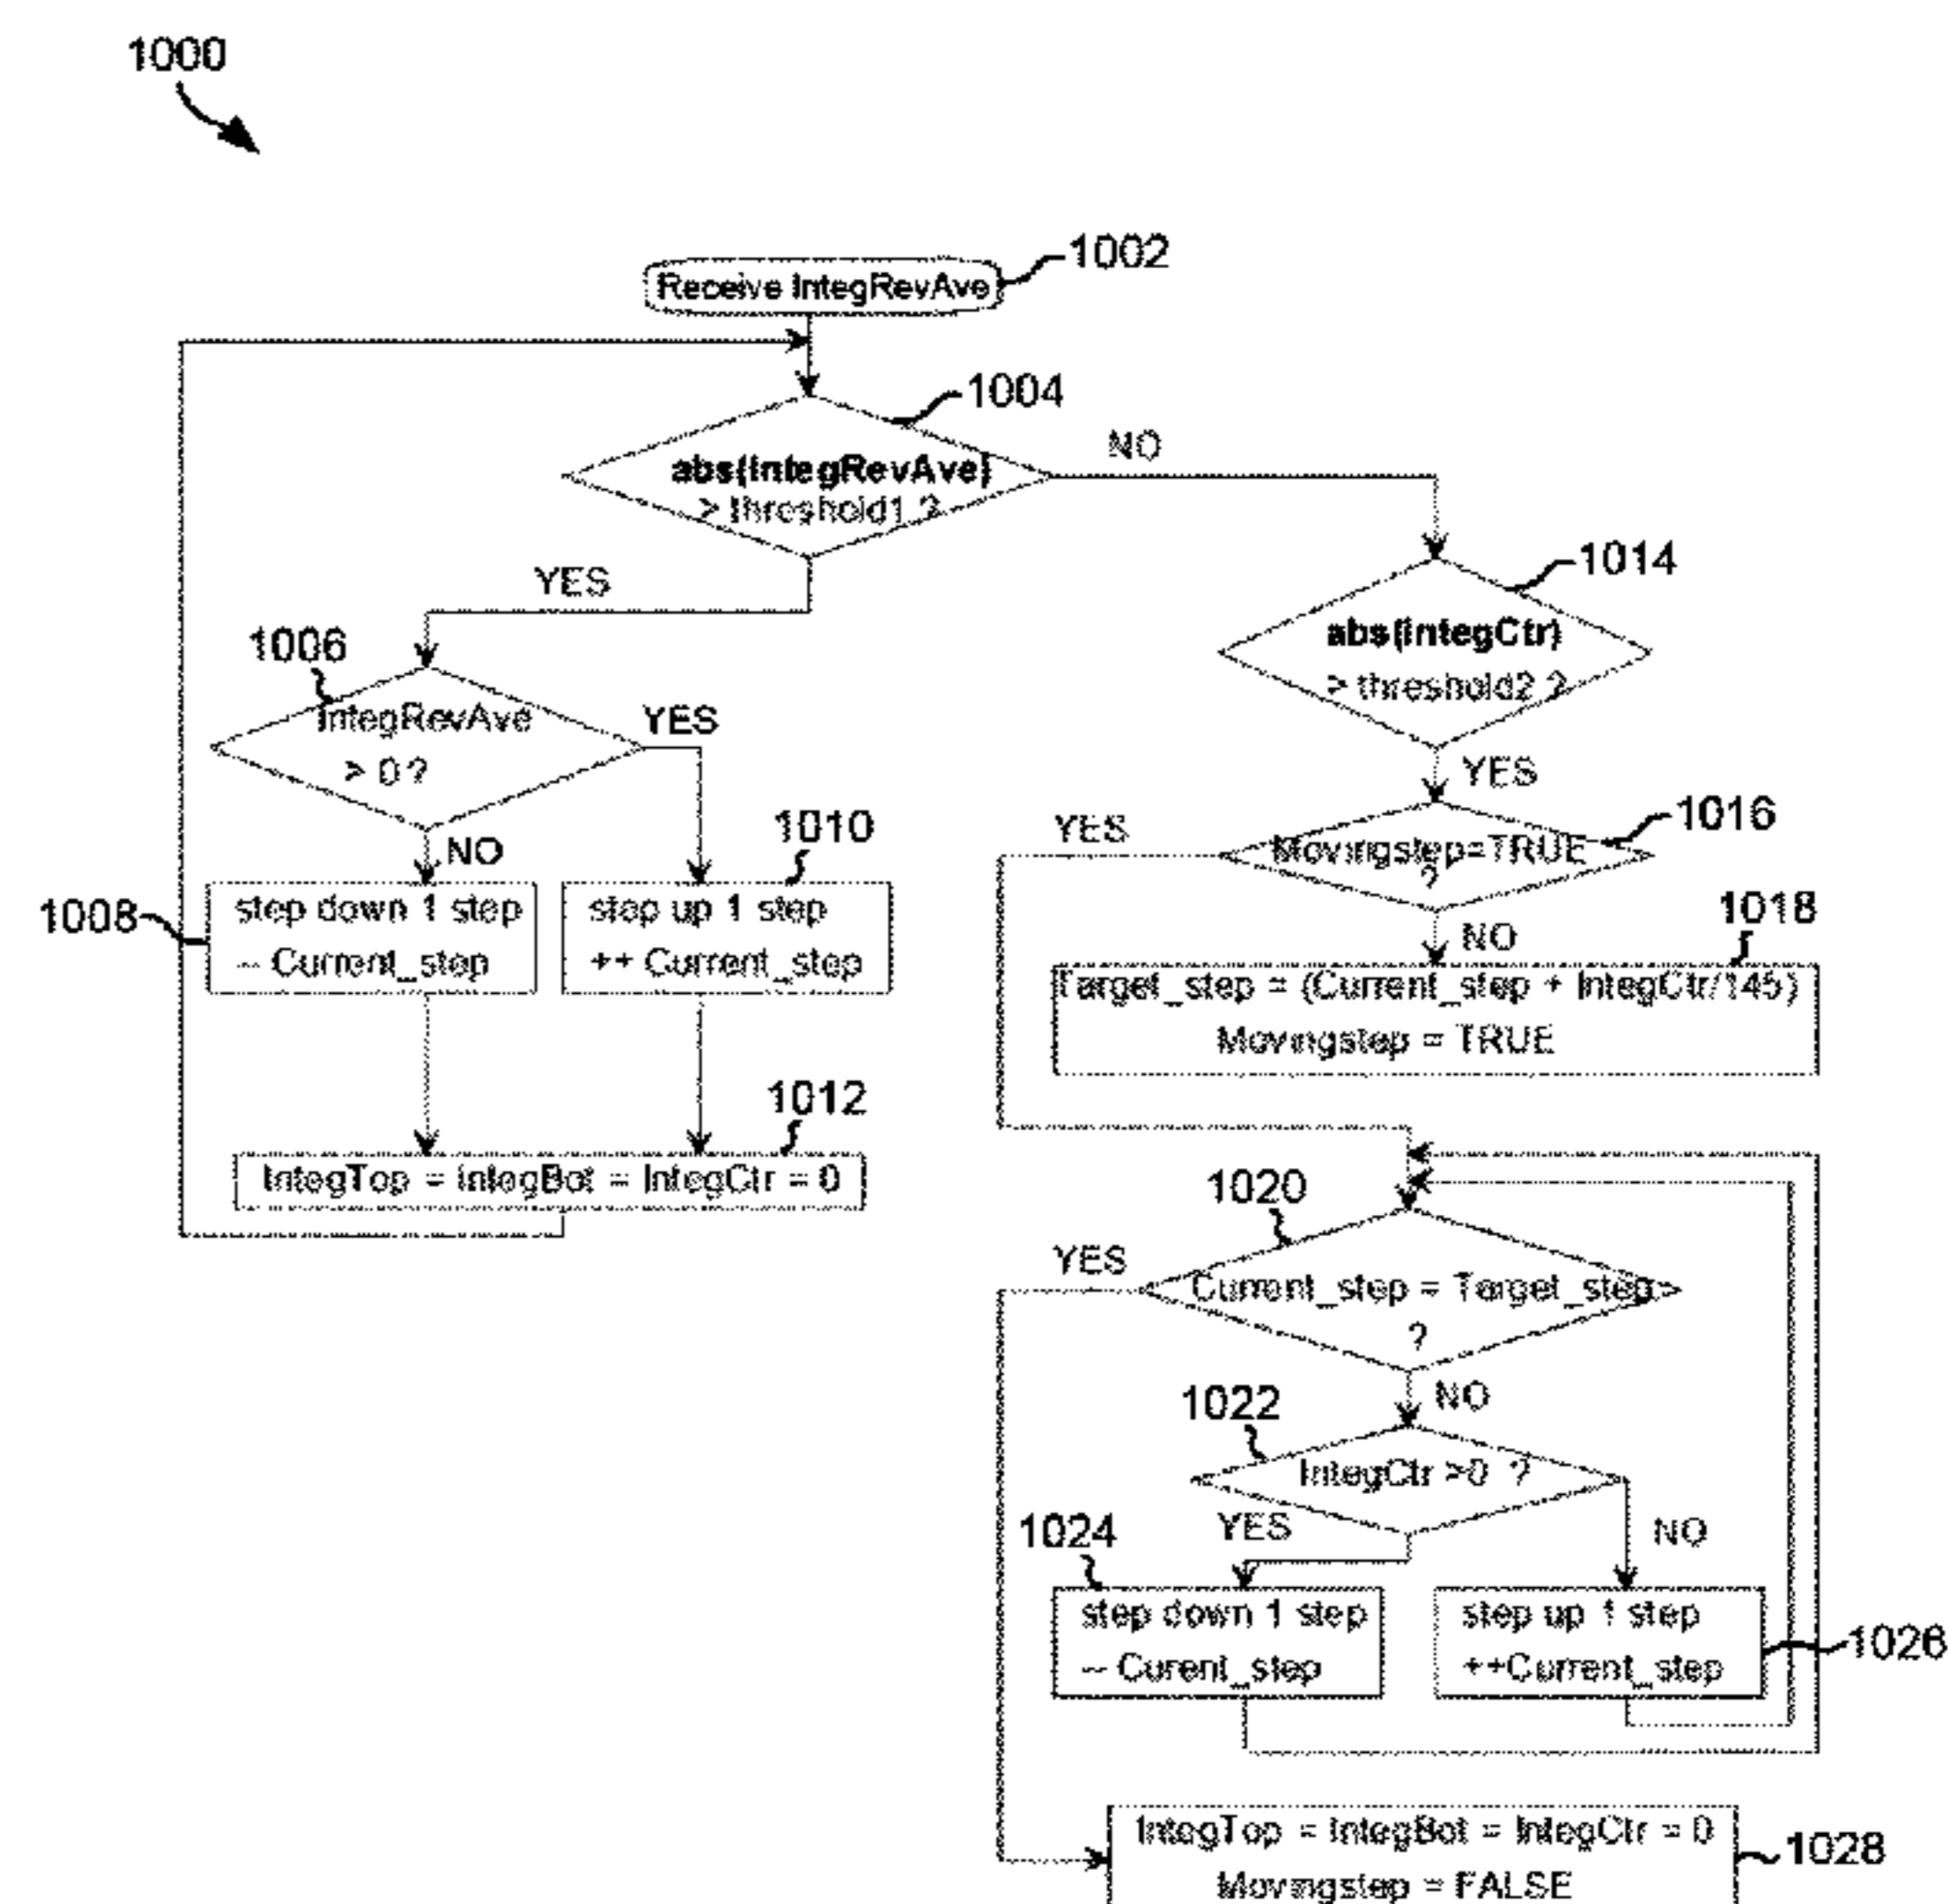 1000
1002
Receive IntegRevAve
1004
abs(IntegRevAve)
> threshold1 ?
NO
YES
1014
abs(IntegCtr)
> threshold2 ?
1006
IntegRevAve
> 0 ?
YES
NO
YES
1016
Movingstep=TRUE
?
YES
NO
1008
step down 1 step
-- Current_step
1010
step up 1 step
++ Current_step
1018
Target_step = (Current_step + IntegCtr/145)
Movingstep = TRUE
1012
IntegTop = IntegBot = IntegCtr = 0
1020
Current_step = Target_step
?
YES
NO
1022
IntegCtr >0 ?
YES
NO
1024
step down 1 step
-- Curent_step
step up 1 step
++Current_step
1026
IntegTop = IntegBot = IntegCtr = 0
Movingstep = FALSE
1028